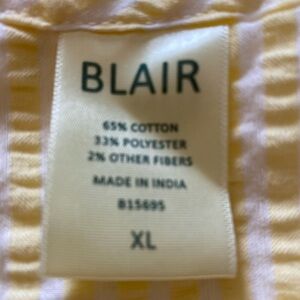 BLAIR
65% COTTON
33% POLYESTER
2% OTHER FIBERS
MADE IN INDIA
B15695
XL